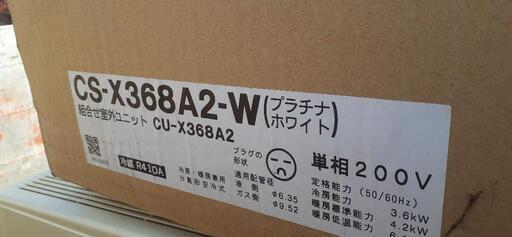 CS-X368A2-W(プラチナホワイト)
組合せ室外ユニット CU-X368A2
冷媒 R410A
冷房・暖房兼用
分離形空冷式
プラグの
形状
単相200V
適用配管径
液 側 φ6.35
ガス側 φ9.52
定格能力 (50/60Hz)
冷房能力 3.6kW
暖房標準能力 4.2kW
暖房低温能力